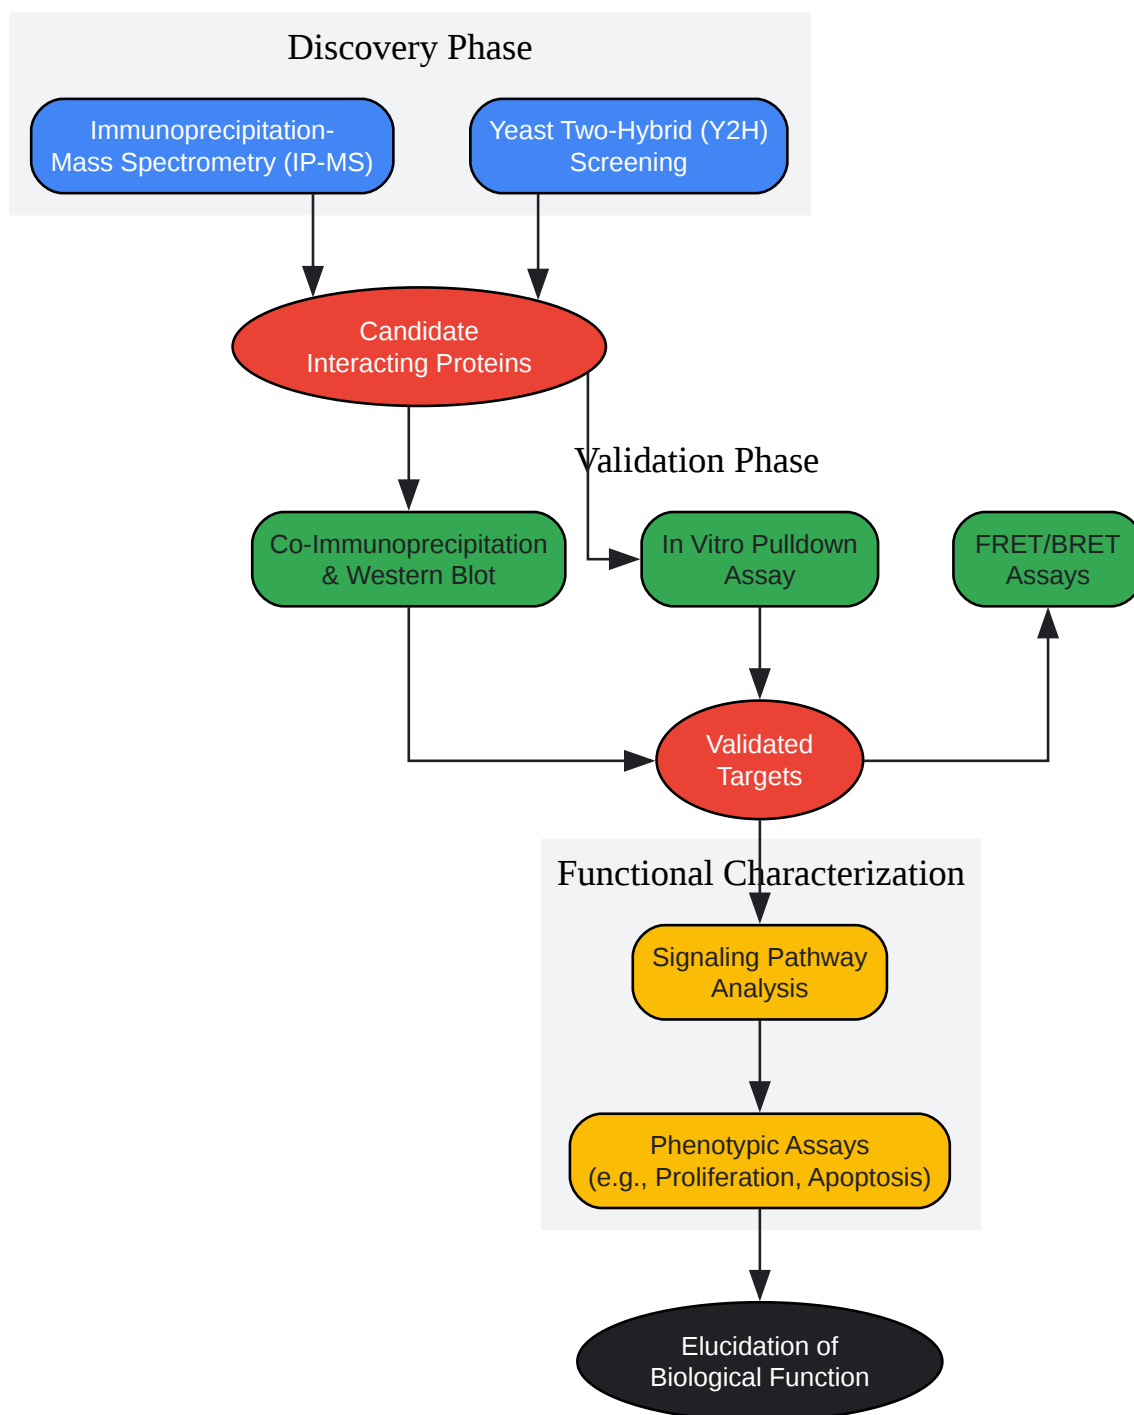 Discovery Phase
Immunoprecipitation-
Mass Spectrometry (IP-MS)
Yeast Two-Hybrid (Y2H)
Screening
Candidate
Interacting Proteins
Validation Phase
Co-Immunoprecipitation
& Western Blot
In Vitro Pulldown
Assay
FRET/BRET
Assays
Validated
Targets
Functional Characterization
Signaling Pathway
Analysis
Phenotypic Assays
(e.g., Proliferation, Apoptosis)
Elucidation of
Biological Function